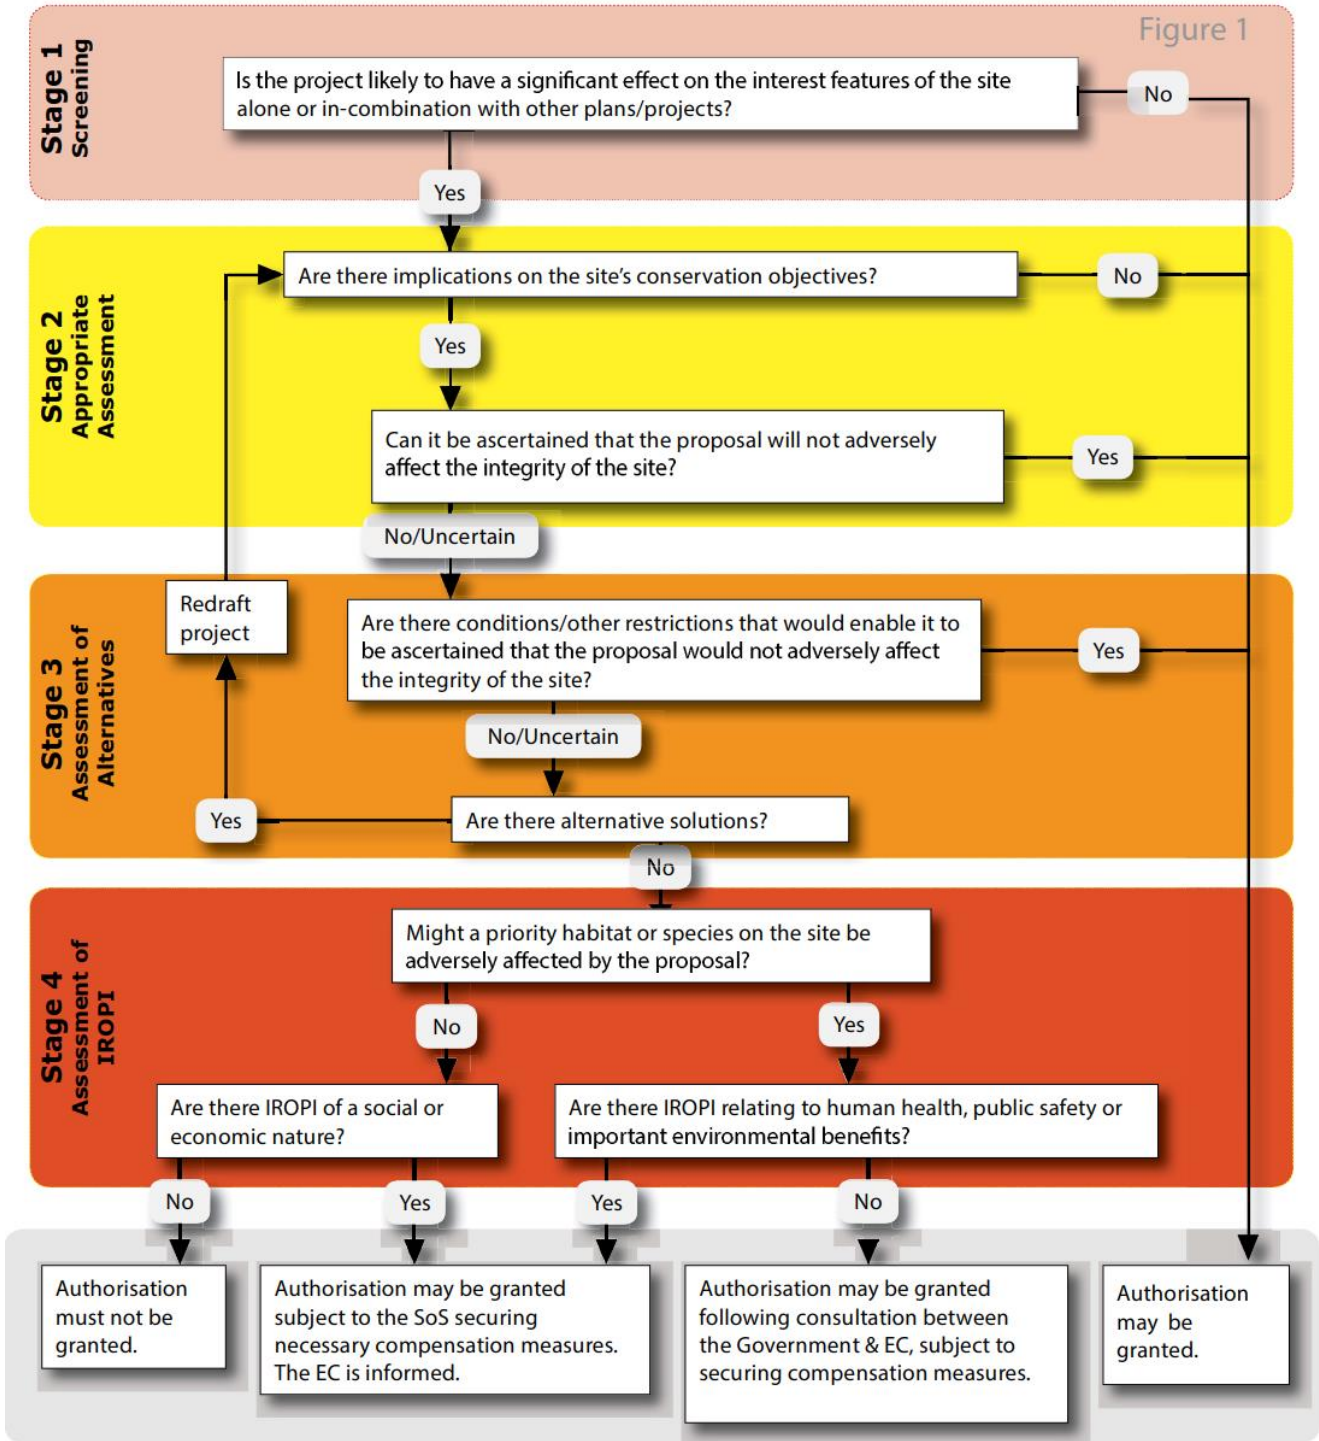 Figure 1
Stage 1
Screening
Is the project likely to have a significant effect on the interest features of the site
alone or in-combination with other plans/projects?
No
Yes
Stage 2
Appropriate
Assessment
Are there implications on the site's conservation objectives?
No
Yes
Can it be ascertained that the proposal will not adversely
affect the integrity of the site?
Yes
No/Uncertain
Stage 3
Assessment of
Alternatives
Redraft
project
Are there conditions/other restrictions that would enable it to
be ascertained that the proposal would not adversely affect
the integrity of the site?
Yes
No/Uncertain
Are there alternative solutions?
Yes
No
Stage 4
Assessment of
IROPI
Might a priority habitat or species on the site be
adversely affected by the proposal?
No
Yes
Are there IROPI of a social or
economic nature?
Are there IROPI relating to human health, public safety or
important environmental benefits?
No
Yes
Yes
No
Authorisation
must not be
granted.
Authorisation may be granted
subject to the SoS securing
necessary compensation measures.
The EC is informed.
Authorisation may be granted
following consultation between
the Government & EC, subject to
securing compensation measures.
Authorisation
may be
granted.